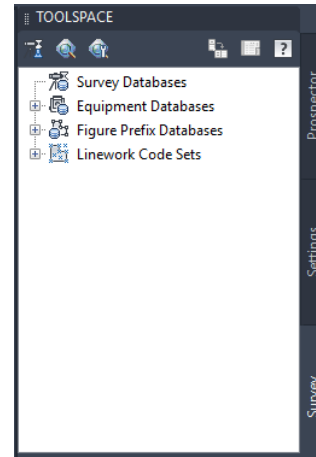 TOOLSPACE
?
Survey Databases
Equipment Databases
Figure Prefix Databases
Linework Code Sets
Prospector
Settings
Survey